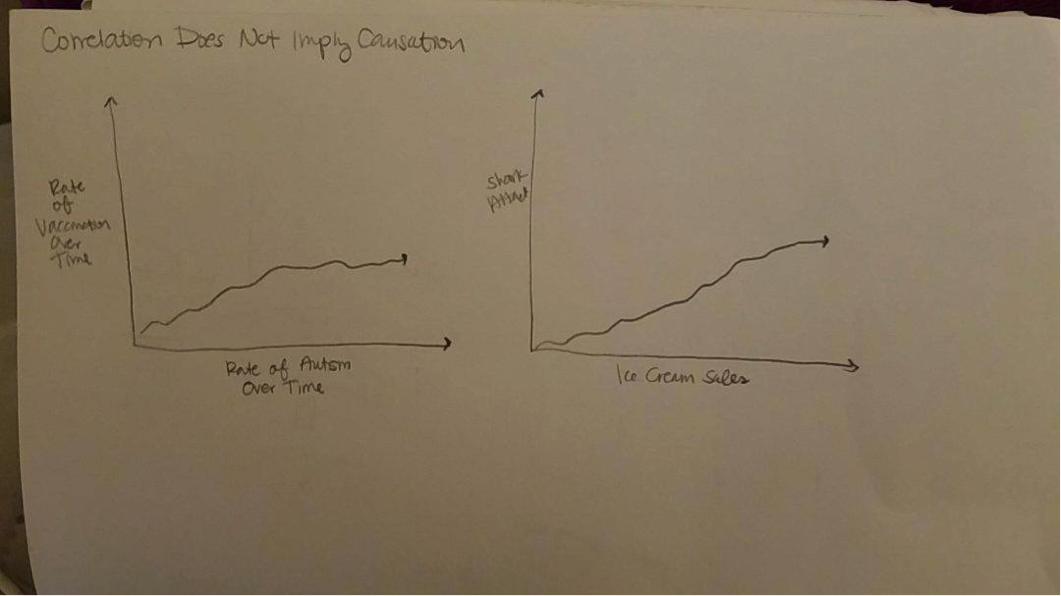 Correlation Does Not Imply Causation
Rate
of
Vaccination
Over
Time
Rate of Autism
Over Time
Shark
Attack
Ice Cream Sales